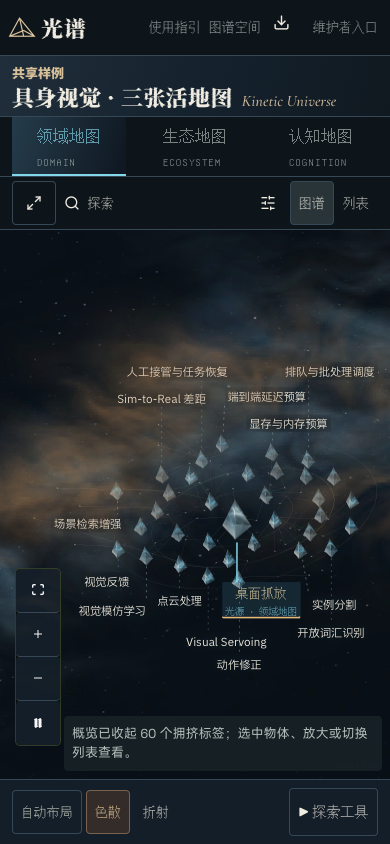 光谱
使用指引 图谱空间 维护者入口
共享样例
具身视觉 · 三张活地图 Kinetic Universe
领域地图 生态地图 认知地图
DOMAIN ECOSYSTEM COGNITION
探索 图谱 列表
人工接管与任务恢复 排队与批处理调度
Sim-to-Real 差距 端到端延迟预算
显存与内存预算
场景检索增强
视觉反馈
桌面抓放
视觉模仿学习 点云处理 光源 · 领域地图 实例分割
开放词汇识别
Visual Servoing
动作修正
概览已收起 60 个拥挤标签；选中物体、放大或切换
列表查看。
自动布局 色散 折射 ▶ 探索工具